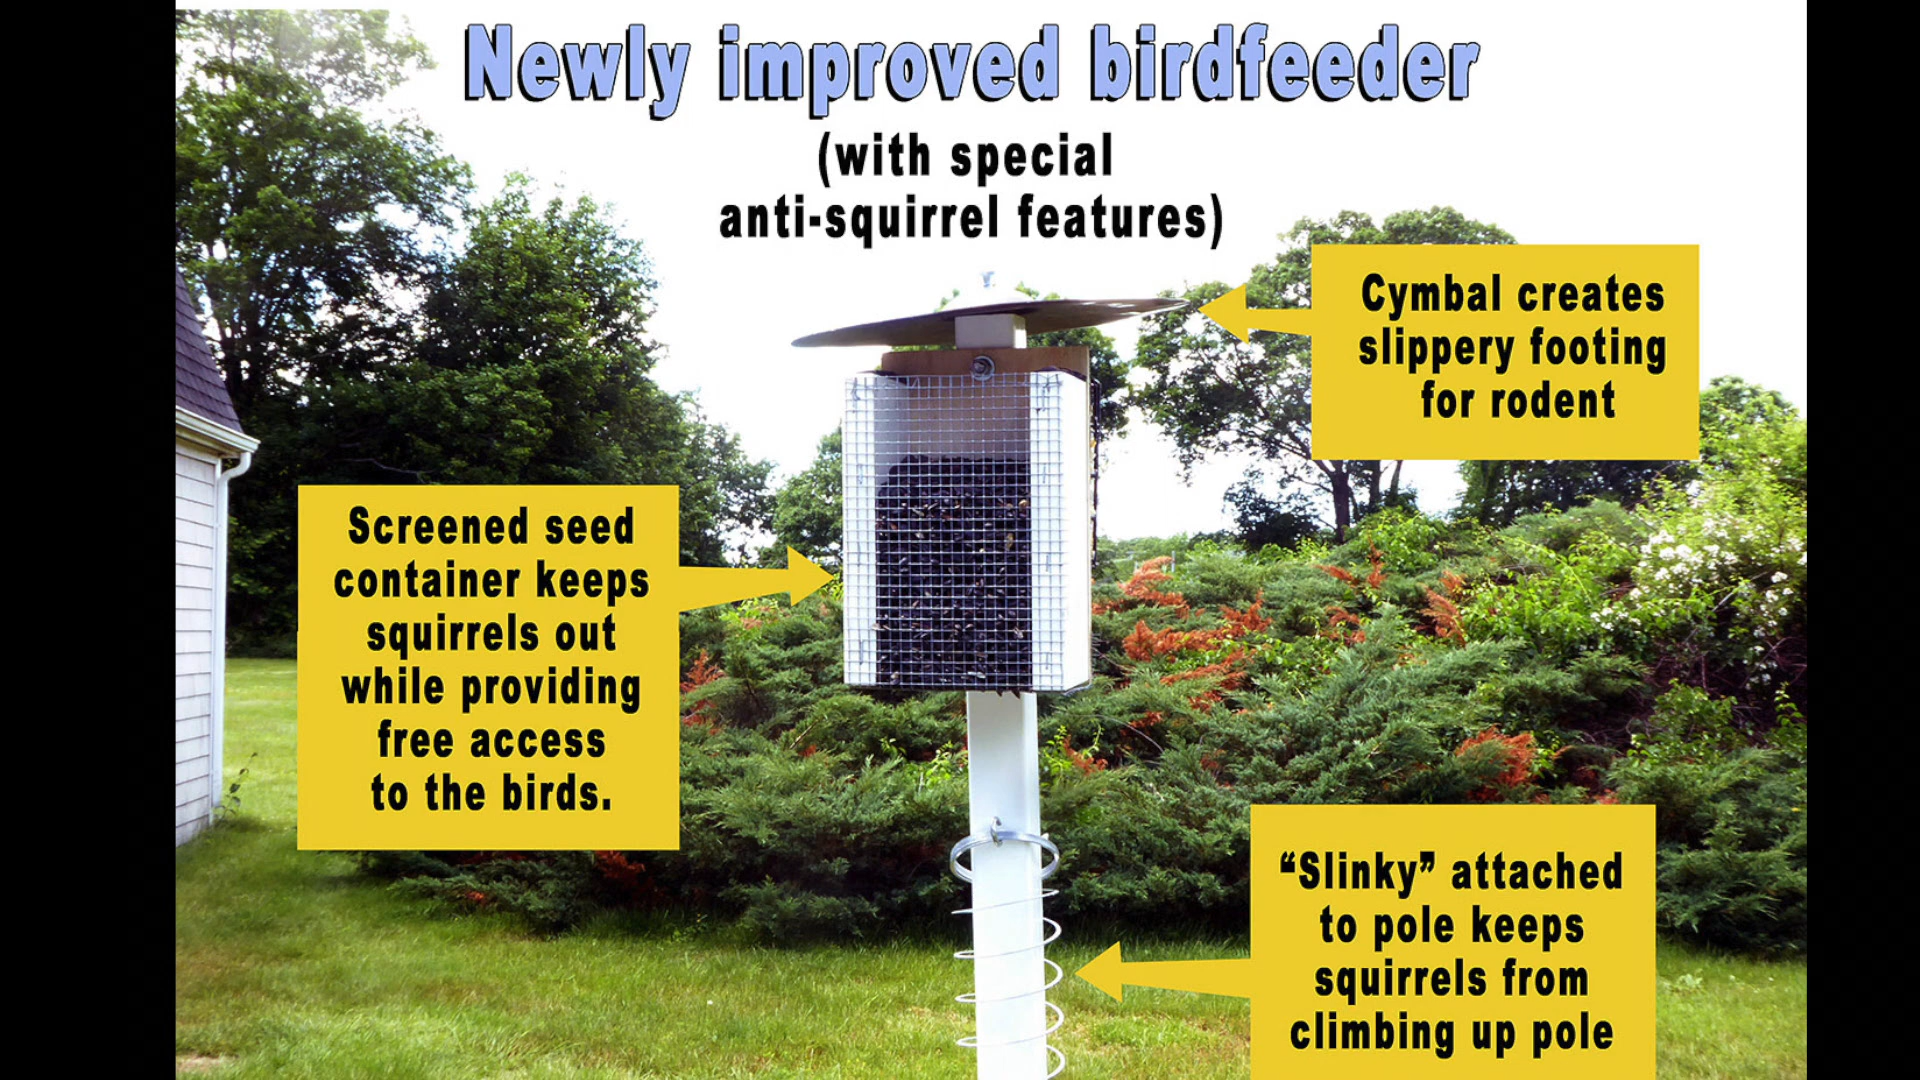 Newly improved birdfeeder
(with special
anti-squirrel features)
Cymbal creates
slippery footing
for rodent
Screened seed
container keeps
squirrels out
while providing
free access
to the birds.
“Slinky” attached
to pole keeps
squirrels from
climbing up pole